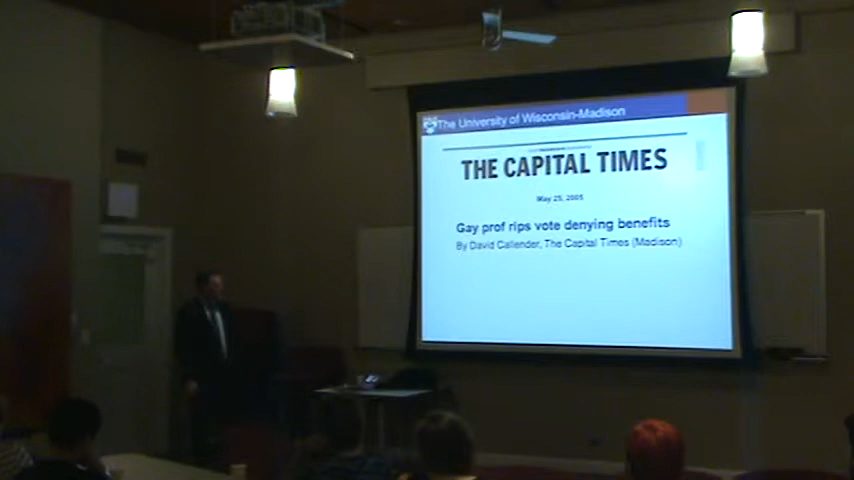 The University of Wisconsin-Madison
THE CAPITAL TIMES
May 25, 2005
Gay prof rips vote denying benefits
By David Callender, The Capital Times (Madison)